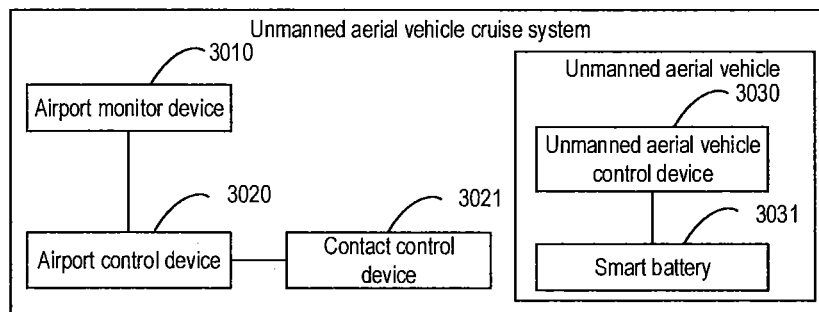 Unmanned aerial vehicle cruise system
3010
Airport monitor device
Unmanned aerial vehicle
3030
Unmanned aerial vehicle
control device
3020
3021
3031
Airport control device
Contact control
device
Smart battery